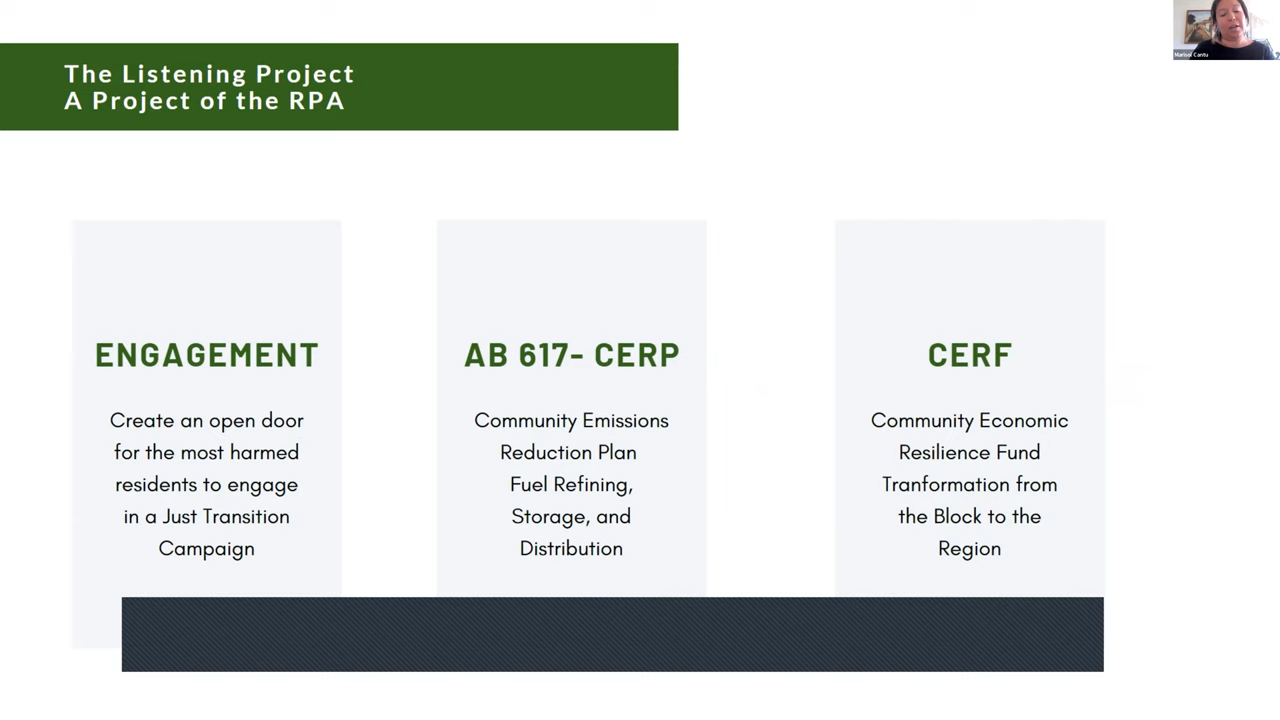 The Listening Project
A Project of the RPA
Marisol Cantu
ENGAGEMENT
Create an open door
for the most harmed
residents to engage
in a Just Transition
Campaign
AB 617- CERP
Community Emissions
Reduction Plan
Fuel Refining,
Storage, and
Distribution
CERF
Community Economic
Resilience Fund
Tranformation from
the Block to the
Region